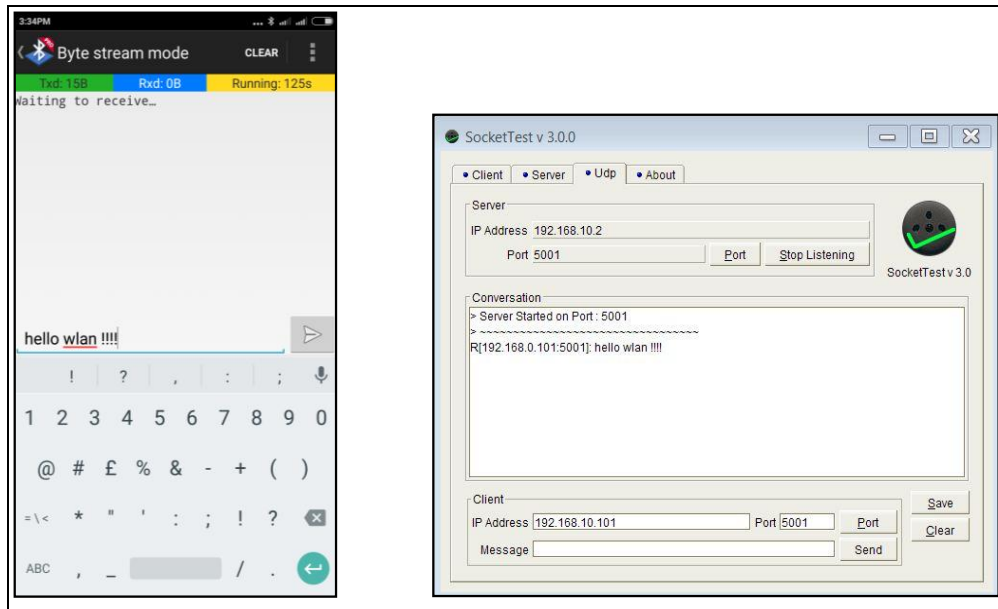 3:34PM ...
Byte stream mode CLEAR
Txd: 15B Rxd: 0B Running: 125s
Waiting to receive…
hello wlan !!!!
! ? , : ;
1 2 3 4 5 6 7 8 9 0
@ # £ % & - + ( )
=\< * " ' : ; ! ?
ABC , _ / .
SocketTest v 3.0.0
Client Server Udp About
Server
IP Address 192.168.10.2
Port 5001 Port Stop Listening
SocketTest v 3.0
Conversation
> Server Started on Port : 5001
> ~~~~~~~~~~~~~~~~~~~~~~~~~~~~~~~~~
R[192.168.0.101:5001]: hello wlan !!!!
Client
IP Address 192.168.10.101 Port 5001 Port
Message Send
Save
Clear